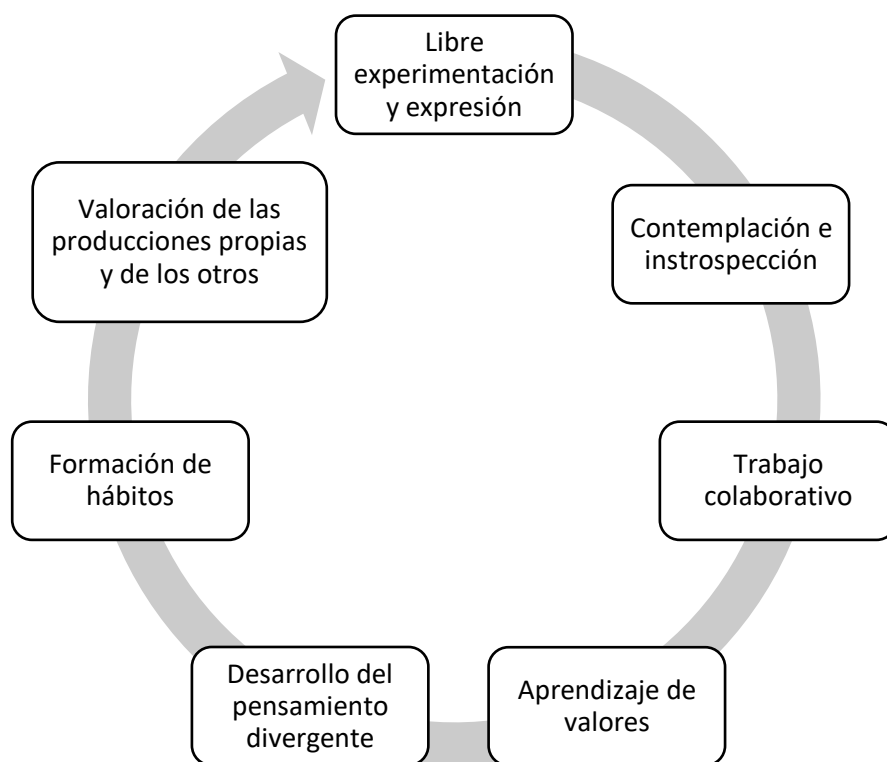 Libre
experimentación
y expresión
Contemplación e
instrospección
Trabajo
colaborativo
Aprendizaje de
valores
Desarrollo del
pensamiento
divergente
Formación de
hábitos
Valoración de las
producciones propias
y de los otros